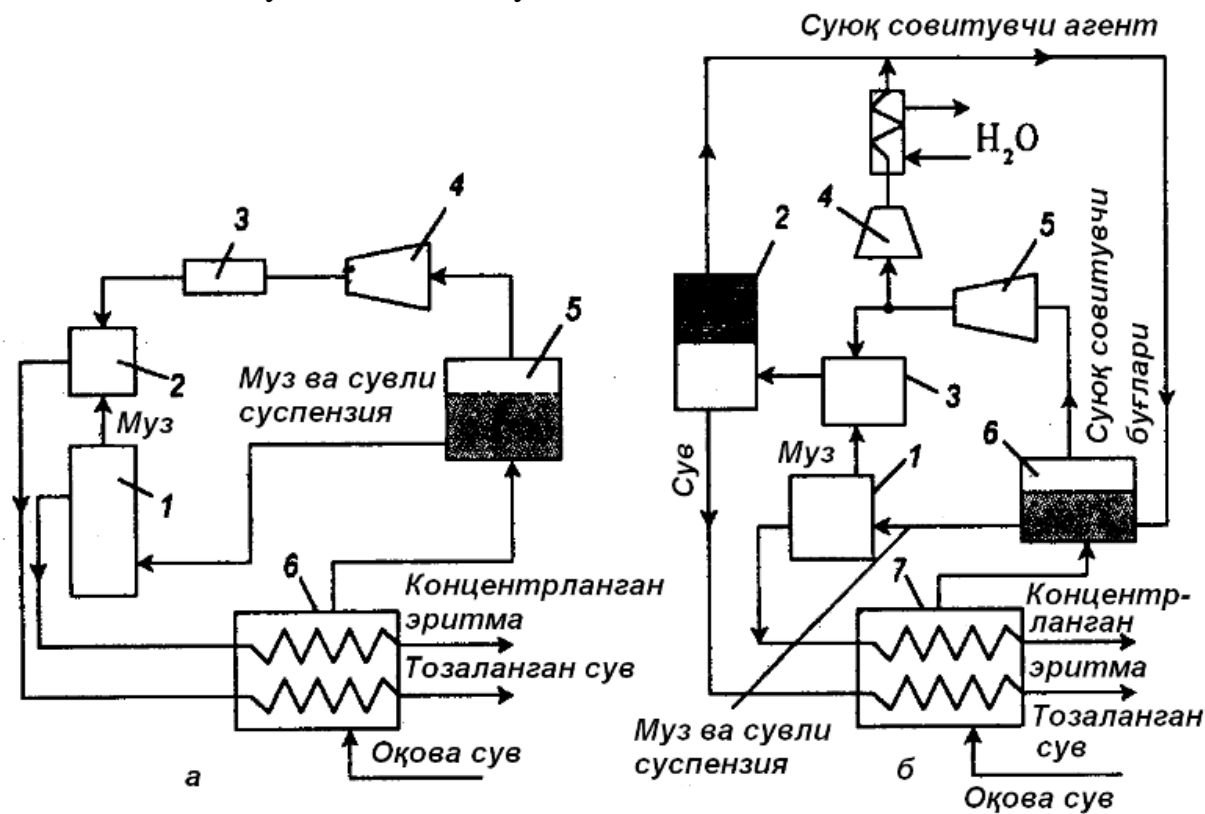 Суюқ совитувчи агент
H₂O
4
3
5
2
Муз ва сувли
суспензия
Муз
1
6
Концентрланган
эритма
Тозаланган сув
Оқова сув
а
2
4
5
Суюқ совитувчи
буғлари
3
6
Муз
1
Сув
7
Концентр-
ланган
эритма
Тозаланган
сув
Муз ва сувли
суспензия
б
Оқова сув